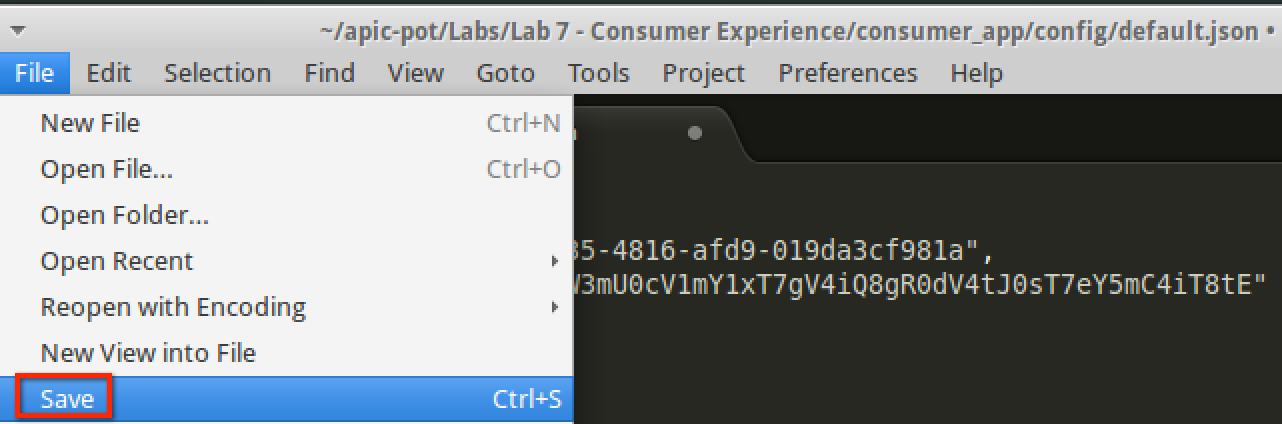 ~/apic-pot/Labs/Lab 7 - Consumer Experience/consumer_app/config/default.json •
File Edit Selection Find View Goto Tools Project Preferences Help
New File Ctrl+N
Open File... Ctrl+O
Open Folder...
Open Recent
Reopen with Encoding
New View into File
Save Ctrl+S
35-4816-afd9-019da3cf981a",
W3mU0cV1mY1xT7gV4iQ8gR0dV4tJ0sT7eY5mC4iT8tE"